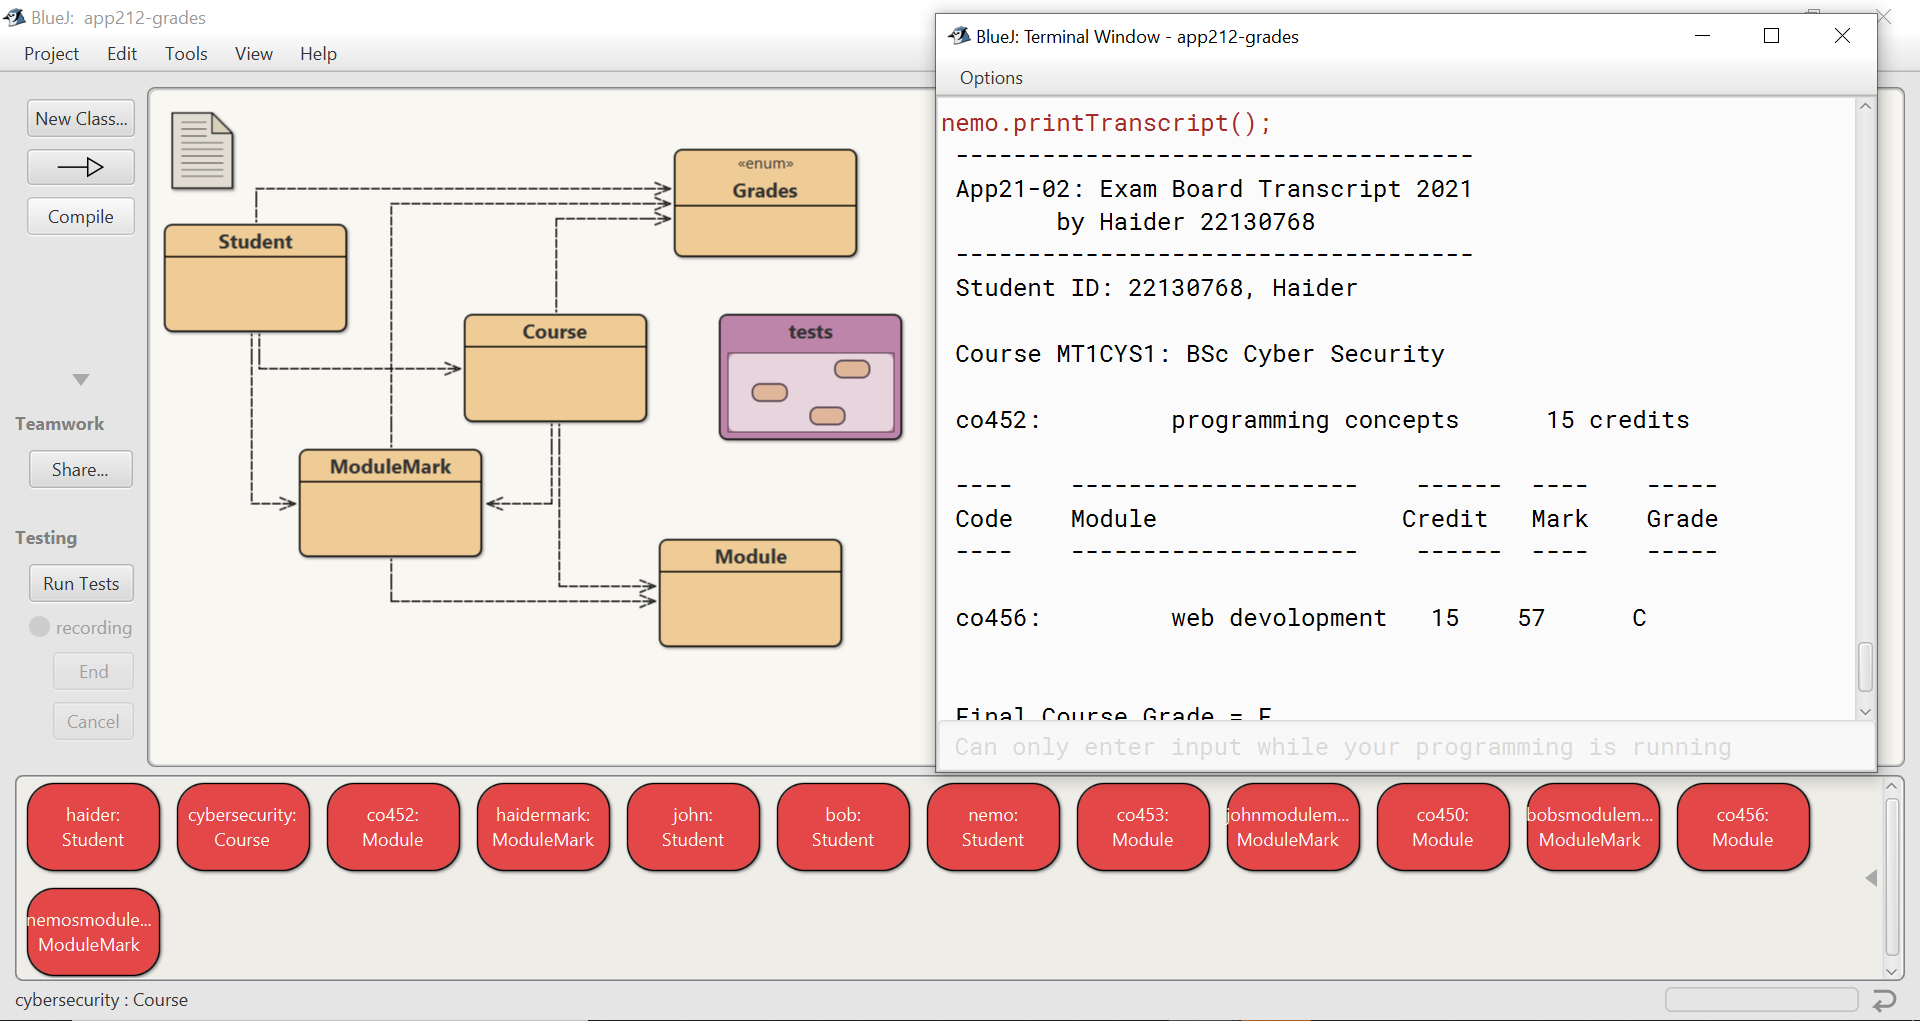 BlueJ: app212-grades
Project Edit Tools View Help
New Class...
Compile
Teamwork
Share...
Testing
Run Tests
recording
End
Cancel
«enum»
Grades
Student
Course
tests
ModuleMark
Module
BlueJ: Terminal Window - app212-grades
Options
nemo.printTranscript();
------------------------------------
App21-02: Exam Board Transcript 2021
by Haider 22130768
------------------------------------
Student ID: 22130768, Haider
Course MT1CYS1: BSc Cyber Security
co452: programming concepts 15 credits
---- -------------------- ------ ---- -----
Code Module Credit Mark Grade
---- -------------------- ------ ---- -----
co456: web devolopment 15 57 C
Final Course Grade =
Can only enter input while your programming is running
haider:
Student
cybersecurity:
Course
co452:
Module
haidermark:
ModuleMark
john:
Student
bob:
Student
nemo:
Student
co453:
Module
johnmodulem...
ModuleMark
co450:
Module
bobsmodulem...
ModuleMark
co456:
Module
nemosmodule...
ModuleMark
cybersecurity : Course